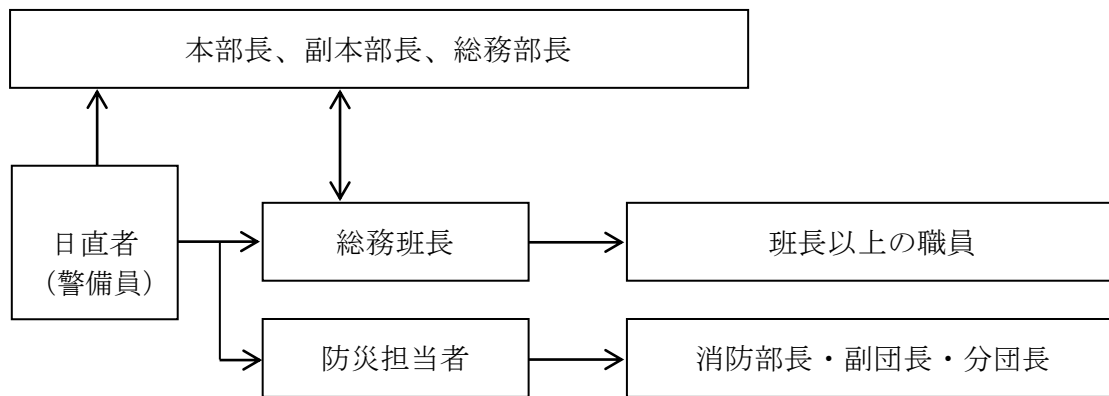 本部長、副本部長、総務部長
日直者
（警備員）
総務班長
班長以上の職員
防災担当者
消防部長・副団長・分団長